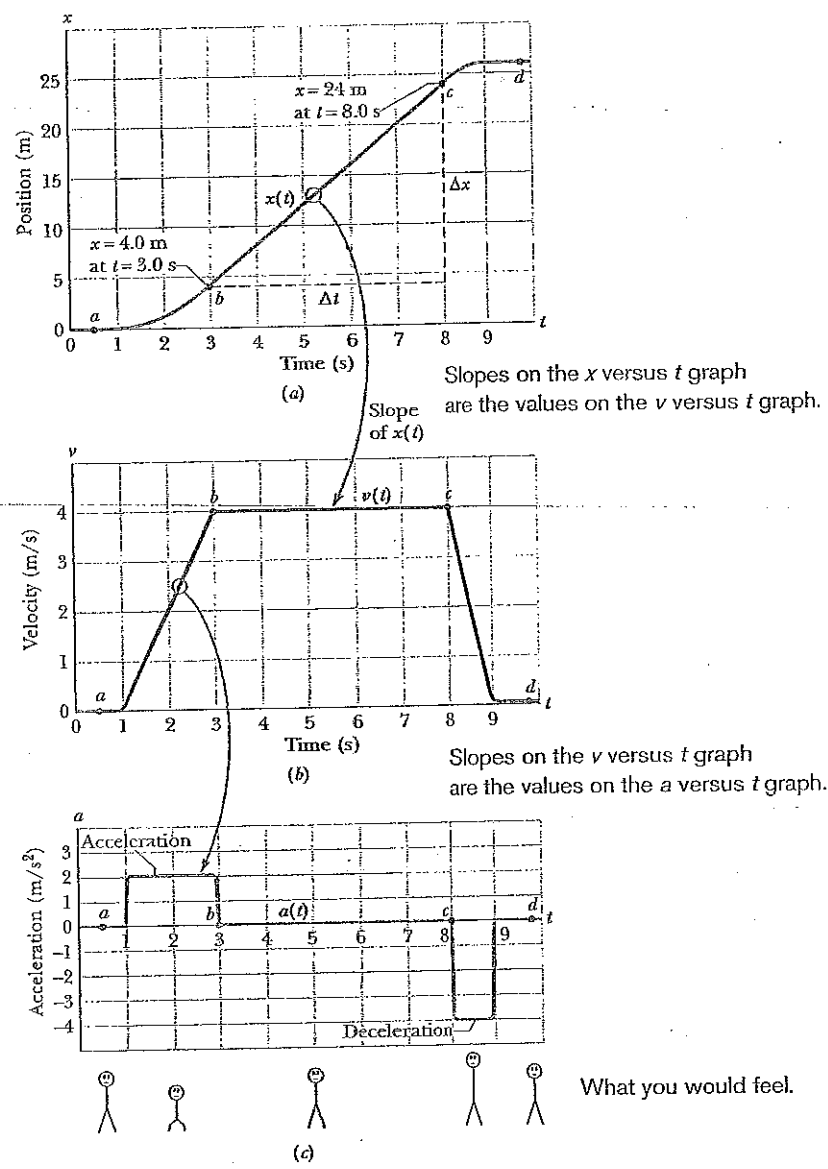 x
25
20
15
10
5
0
Position (m)
x = 24 m
at t = 8.0 s
c
d
x(t)
Δx
x = 4.0 m
at t = 3.0 s
b
Δt
a
0 1 2 3 4 5 6 7 8 9 t
Time (s)
(a)
Slopes on the x versus t graph
are the values on the v versus t graph.
Slope
of x(t)
v
b v(t) c
4
3
2
1
0
Velocity (m/s)
a
d
0 1 2 3 4 5 6 7 8 9 t
Time (s)
(b)
Slopes on the v versus t graph
are the values on the a versus t graph.
a
Acceleration
3
2
1
0
-1
-2
-3
-4
Acceleration (m/s²)
a b a(t) c d t
1 2 3 4 5 6 7 8 9
Deceleration
What you would feel.
(c)